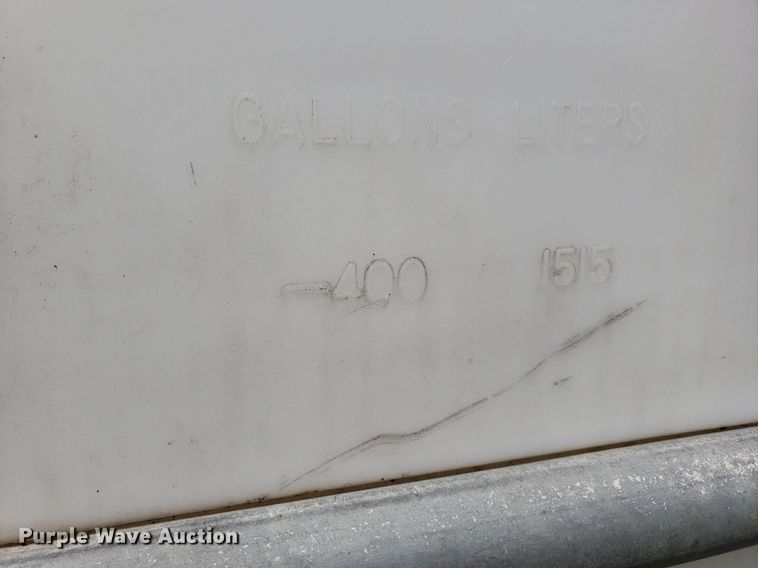 GALLONS LITERS
-400 1515
Purple Wave Auction